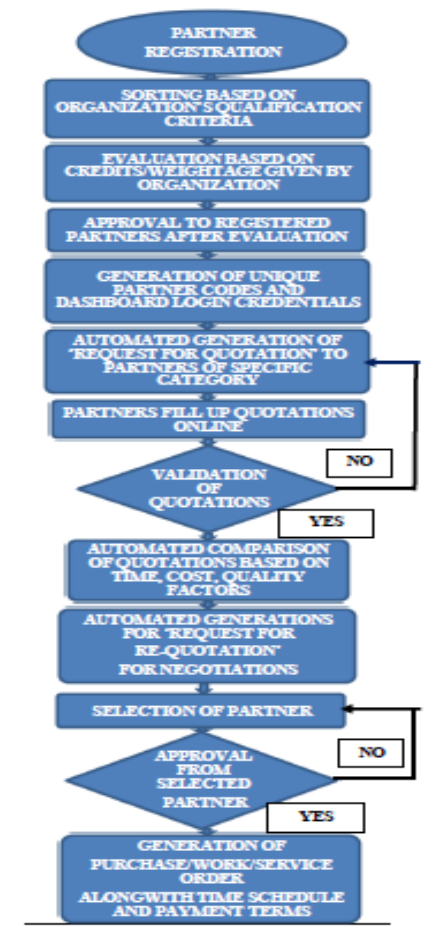 PARTNER
REGISTRATION
SORTING BASED ON
ORGANIZATION'S QUALIFICATION
CRITERIA
EVALUATION BASED ON
CREDITS/WEIGHTAGE GIVEN BY
ORGANIZATION
APPROVAL TO REGISTERED
PARTNERS AFTER EVALUATION
GENERATION OF UNIQUE
PARTNER CODES AND
DASHBOARD LOGIN CREDENTIALS
AUTOMATED GENERATION OF
'REQUEST FOR QUOTATION' TO
PARTNERS OF SPECIFIC
CATEGORY
PARTNERS FILL UP QUOTATIONS
ONLINE
VALIDATION
OF
QUOTATIONS
NO
YES
AUTOMATED COMPARISON
OF QUOTATIONS BASED ON
TIME, COST, QUALITY
FACTORS
AUTOMATED GENERATIONS
FOR 'REQUEST FOR
RE-QUOTATION'
FOR NEGOTIATIONS
SELECTION OF PARTNER
APPROVAL
FROM
SELECTED
PARTNER
NO
YES
GENERATION OF
PURCHASE/WORK/SERVICE
ORDER
ALONGWITH TIME SCHEDULE
AND PAYMENT TERMS